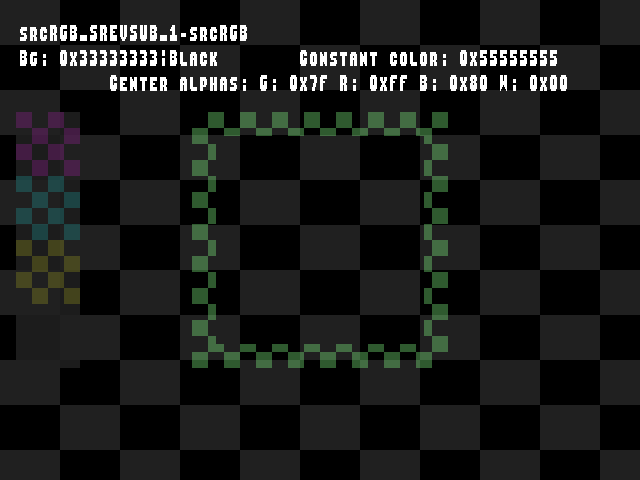 srcRGB_SREVSUB_1-srcRGB
Bg: 0x33333333;Black Constant color: 0x55555555
Center alphas: G: 0x7f R: 0xff B: 0x80 W: 0x00